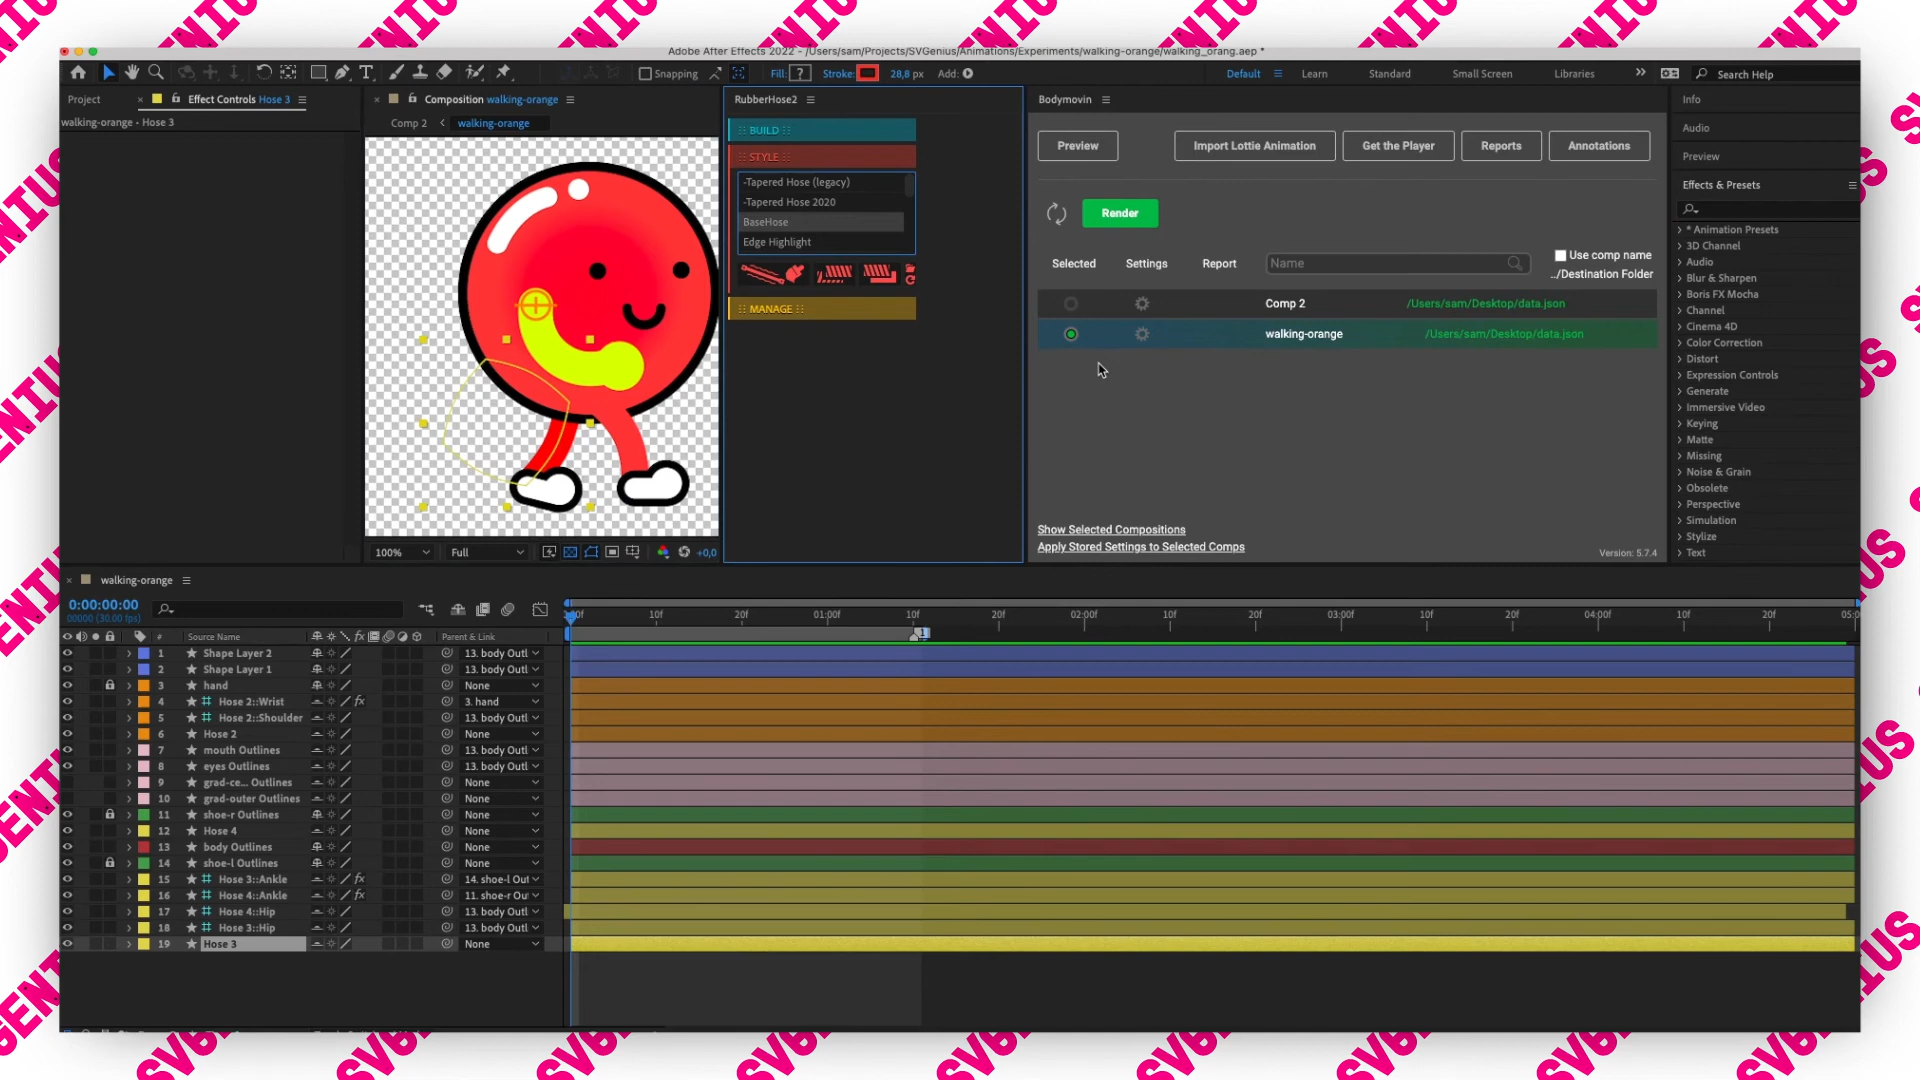 Adobe After Effects 2022 - /Users/sam/Projects/SVGenius/Animations/Experiments/walking-orange/walking_orang.aep *
Snapping
Fill: ?
Stroke:
28,8 px
Add:
Default
Learn
Standard
Small Screen
Libraries
Search Help
Project
Effect Controls Hose 3
walking-orange • Hose 3
Composition walking-orange
Comp 2
walking-orange
100%
Full
+0,0
RubberHose2
:: BUILD ::
:: STYLE ::
-Tapered Hose (legacy)
-Tapered Hose 2020
BaseHose
Edge Highlight
:: MANAGE ::
Bodymovin
Preview
Import Lottie Animation
Get the Player
Reports
Annotations
Render
Selected
Settings
Report
Name
Use comp name
../Destination Folder
Comp 2
/Users/sam/Desktop/data.json
walking-orange
/Users/sam/Desktop/data.json
Show Selected Compositions
Apply Stored Settings to Selected Comps
Version: 5.7.4
Info
Audio
Preview
Effects & Presets
* Animation Presets
3D Channel
Audio
Blur & Sharpen
Boris FX Mocha
Channel
Cinema 4D
Color Correction
Distort
Expression Controls
Generate
Immersive Video
Keying
Matte
Missing
Noise & Grain
Obsolete
Perspective
Simulation
Stylize
Text
walking-orange
0:00:00:00
00000 (30.00 fps)
10f 20f 01:00f 10f 20f 02:00f 10f 20f 03:00f 10f 20f 04:00f 10f 20f 05:0
1
# Source Name fx Parent & Link
1 Shape Layer 2 13. body Outl
2 Shape Layer 1 13. body Outl
3 hand None
4 Hose 2::Wrist fx 3. hand
5 Hose 2::Shoulder 13. body Outl
6 Hose 2 None
7 mouth Outlines 13. body Outl
8 eyes Outlines 13. body Outl
9 grad-ce... Outlines None
10 grad-outer Outlines None
11 shoe-r Outlines None
12 Hose 4 None
13 body Outlines None
14 shoe-l Outlines None
15 Hose 3::Ankle fx 14. shoe-l Out
16 Hose 4::Ankle fx 11. shoe-r Ou
17 Hose 4::Hip 13. body Outl
18 Hose 3::Hip 13. body Outl
19 Hose 3 None
SVGENIUS